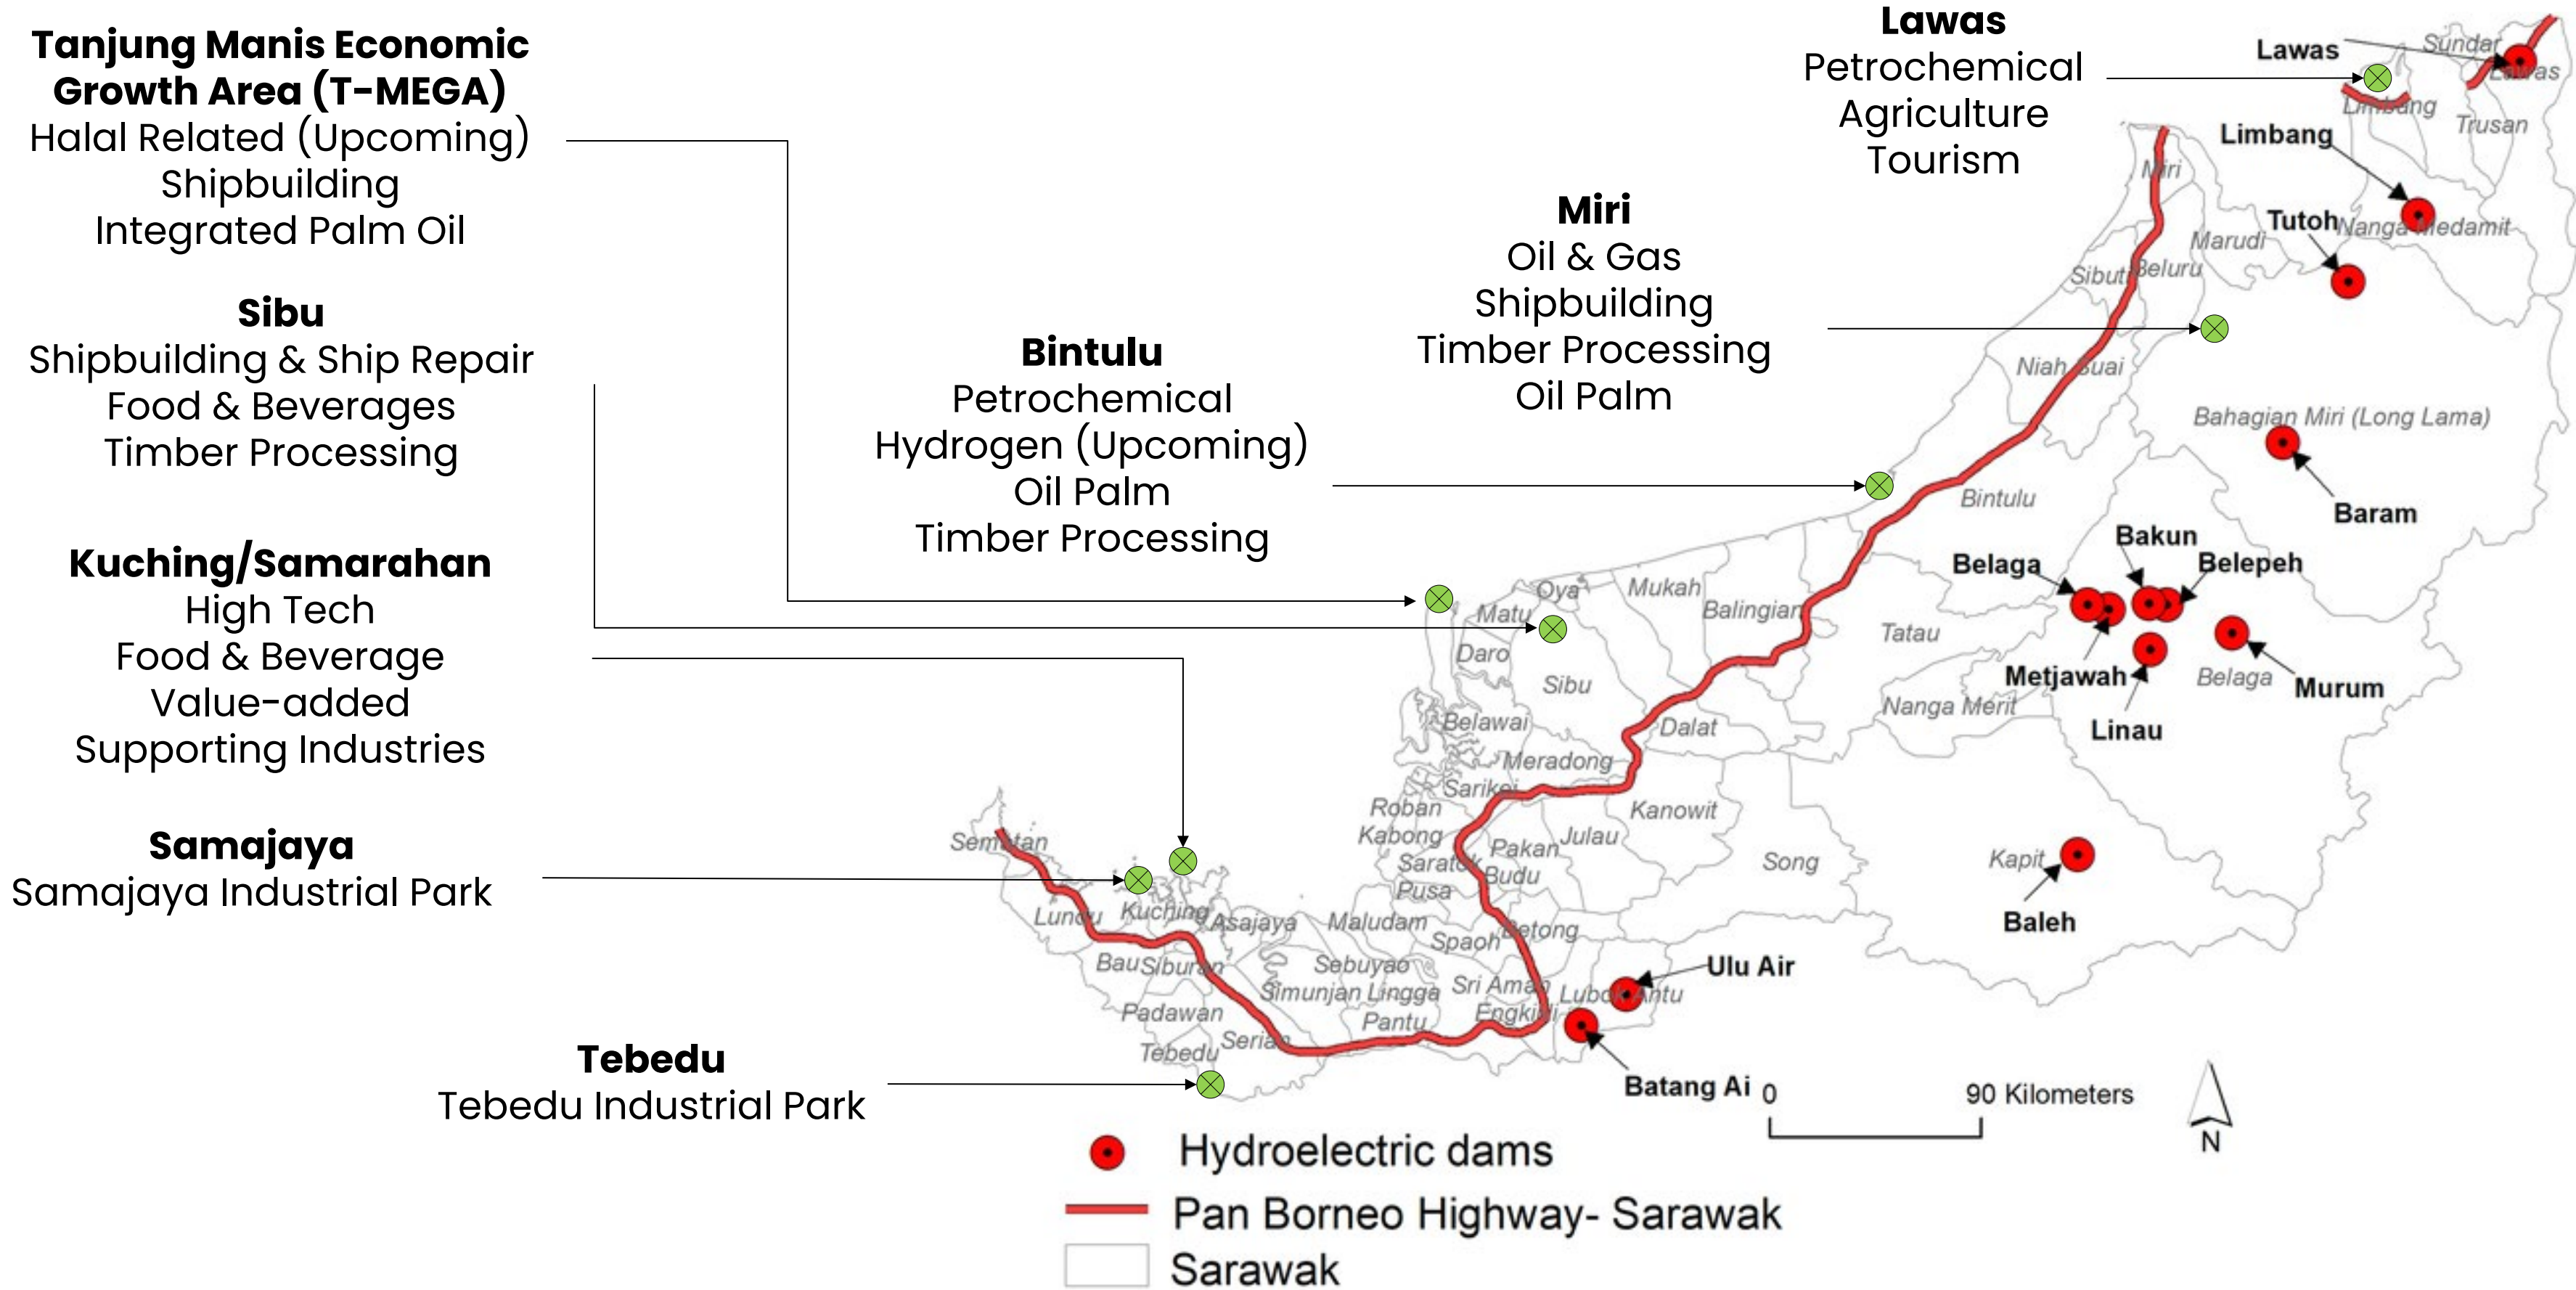 Tanjung Manis Economic
Growth Area (T-MEGA)
Halal Related (Upcoming)
Shipbuilding
Integrated Palm Oil
Sibu
Shipbuilding & Ship Repair
Food & Beverages
Timber Processing
Kuching/Samarahan
High Tech
Food & Beverage
Value-added
Supporting Industries
Samajaya
Samajaya Industrial Park
Tebedu
Tebedu Industrial Park
Bintulu
Petrochemical
Hydrogen (Upcoming)
Oil Palm
Timber Processing
Miri
Oil & Gas
Shipbuilding
Timber Processing
Oil Palm
Lawas
Petrochemical
Agriculture
Tourism
Lawas
Sundar
Lawas
Limbang
Trusan
Limbang
Miri
Tutoh
Nanga Medamit
Marudi
Sibuti
Beluru
Niah Suai
Bahagian Miri (Long Lama)
Baram
Bintulu
Bakun
Belaga
Belepeh
Oya
Mukah
Matu
Balingian
Tatau
Daro
Metjawah
Belaga
Murum
Sibu
Nanga Merit
Linau
Belawai
Dalat
Meradong
Sarikei
Roban
Kanowit
Kabong
Julau
Pakan
Semátan
Saratok
Song
Kapit
Budu
Pusa
Baleh
Lundu
Kuching
Asajaya
Maludam
Spaoh
Betong
Bau
Siburan
Sebuyao
Ulu Air
Simunjan
Lingga
Sri Aman
Lubok Antu
Padawan
Pantu
Engkilili
Serian
Tebedu
Batang Ai
0
90 Kilometers
N
Hydroelectric dams
Pan Borneo Highway- Sarawak
Sarawak